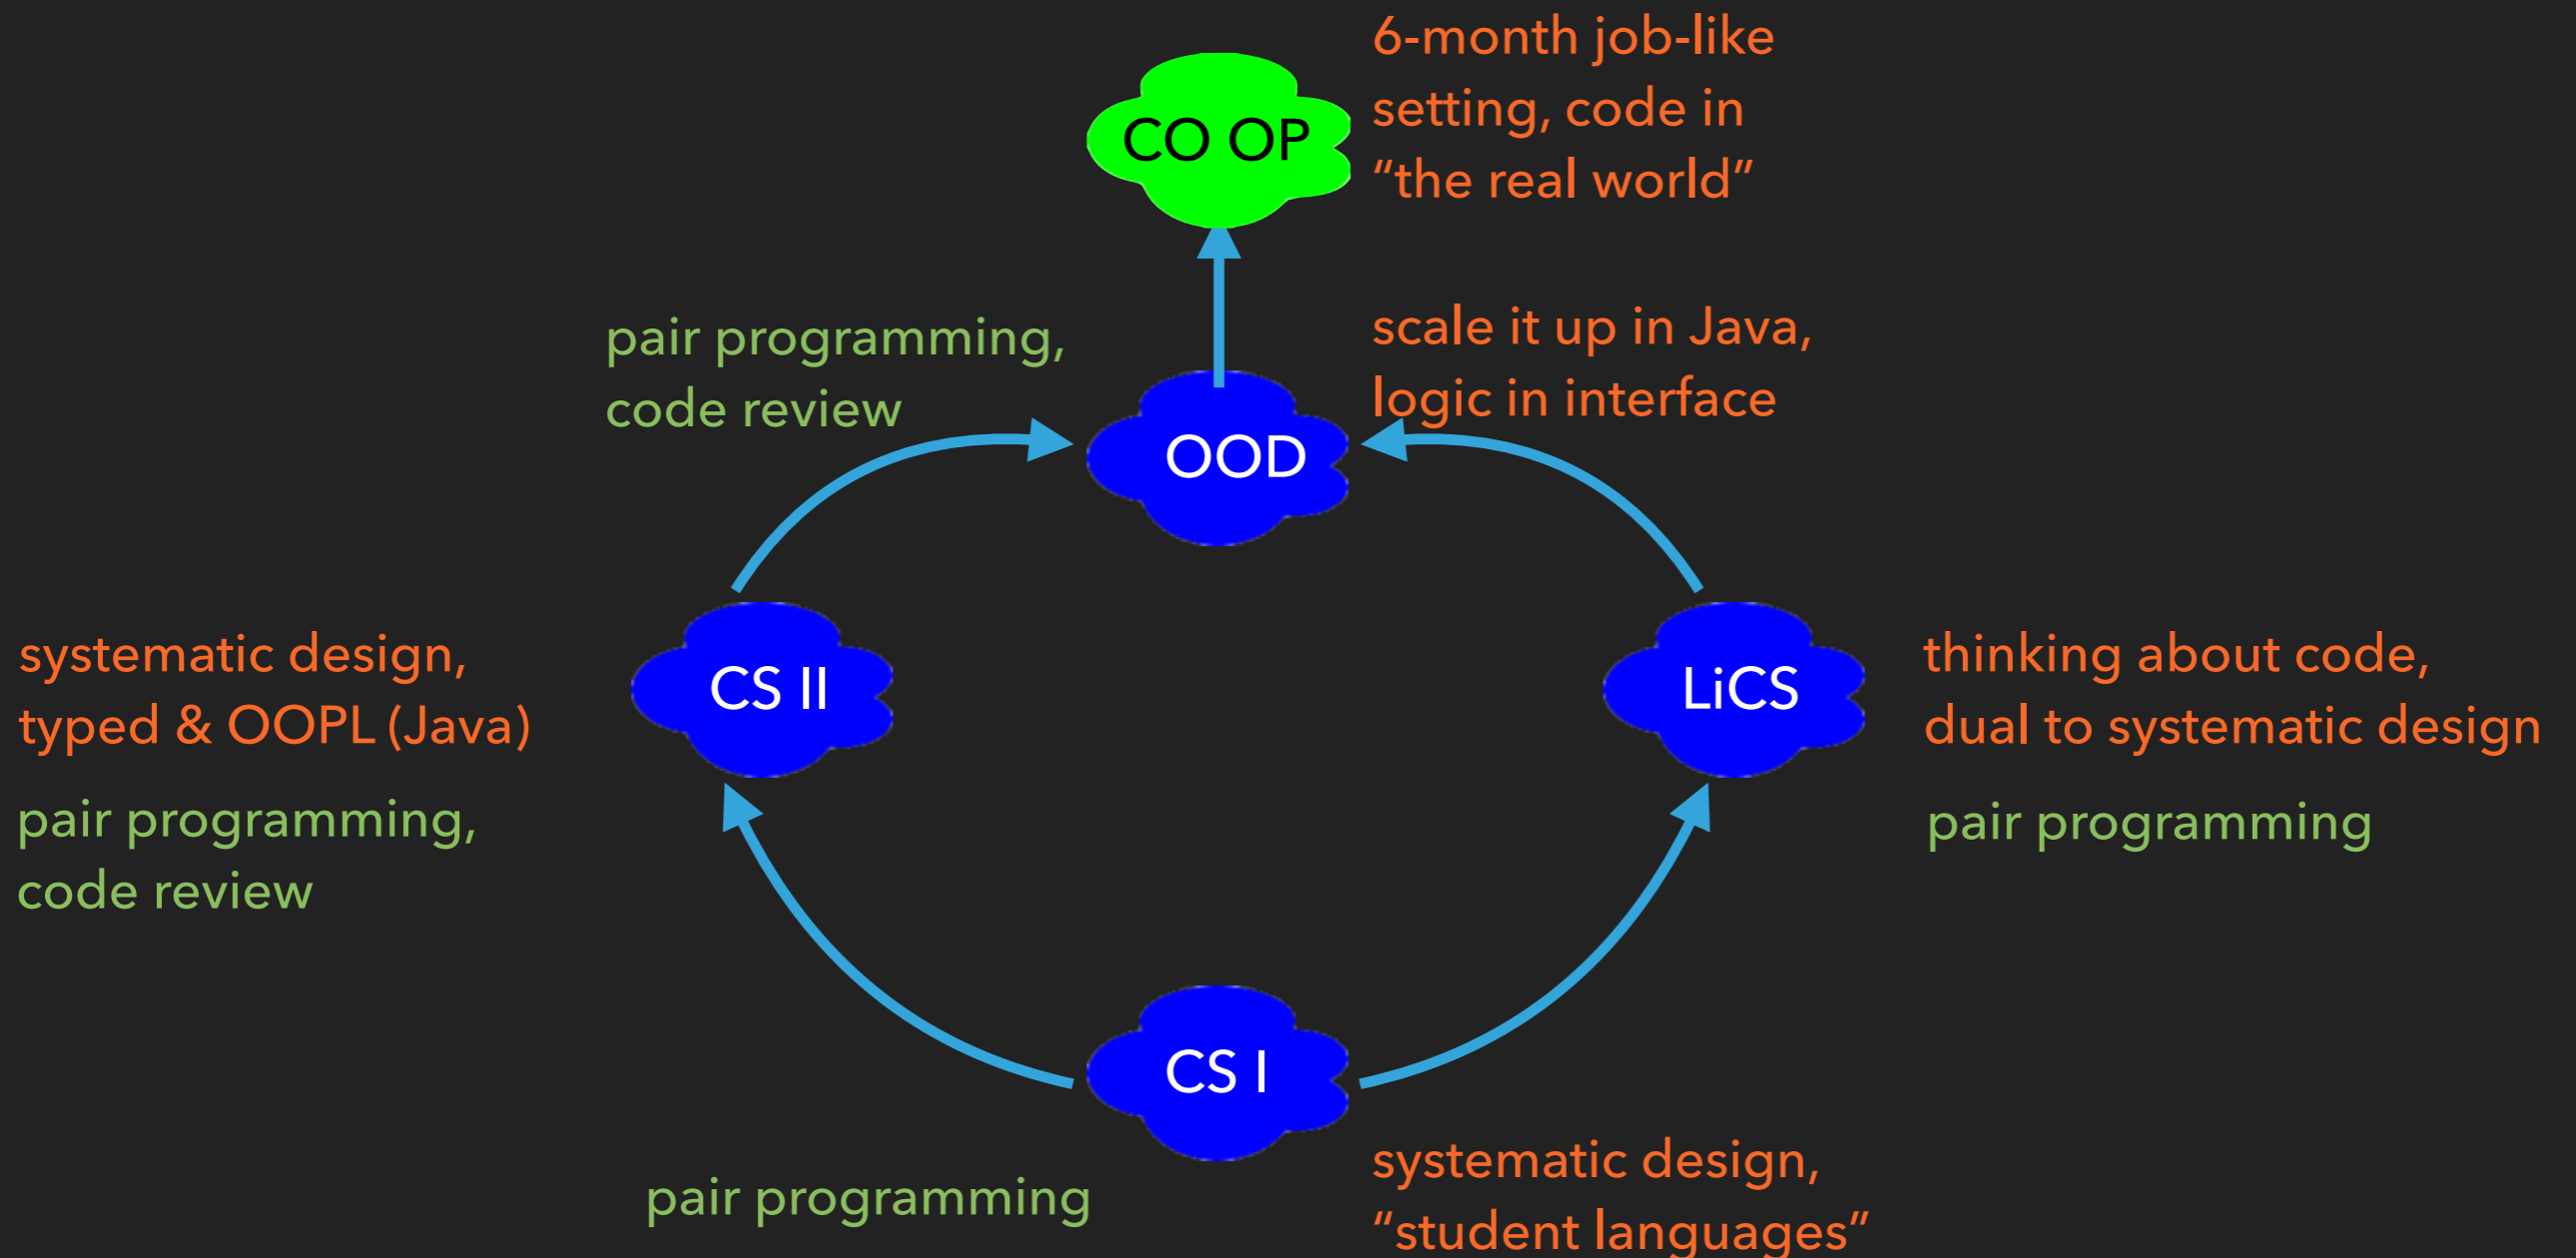 6-month job-like
setting, code in
“the real world”
CO OP
pair programming,
code review
scale it up in Java,
logic in interface
OOD
systematic design,
typed & OOPL (Java)
pair programming,
code review
CS II
LiCS
thinking about code,
dual to systematic design
pair programming
CS I
pair programming
systematic design,
“student languages”